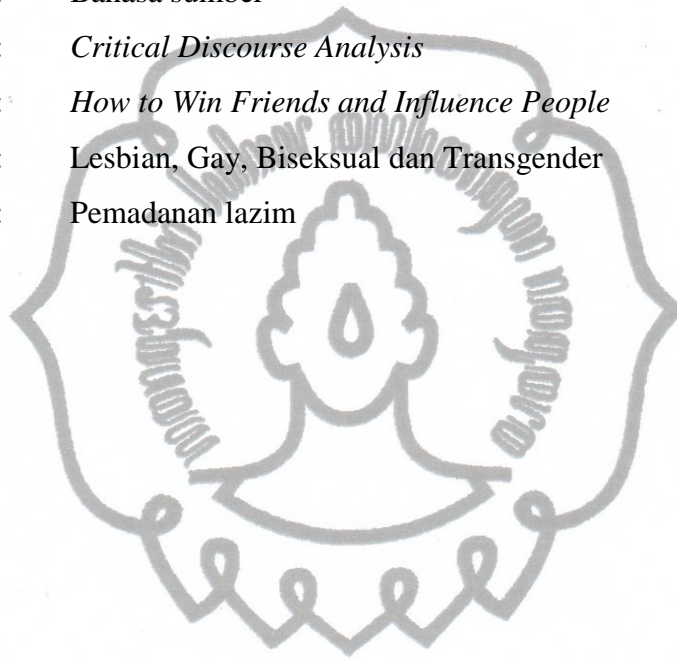 : Bahasa sumber
: Critical Discourse Analysis
: How to Win Friends and Influence People
: Lesbian, Gay, Biseksual dan Transgender
: Pemadanan lazim